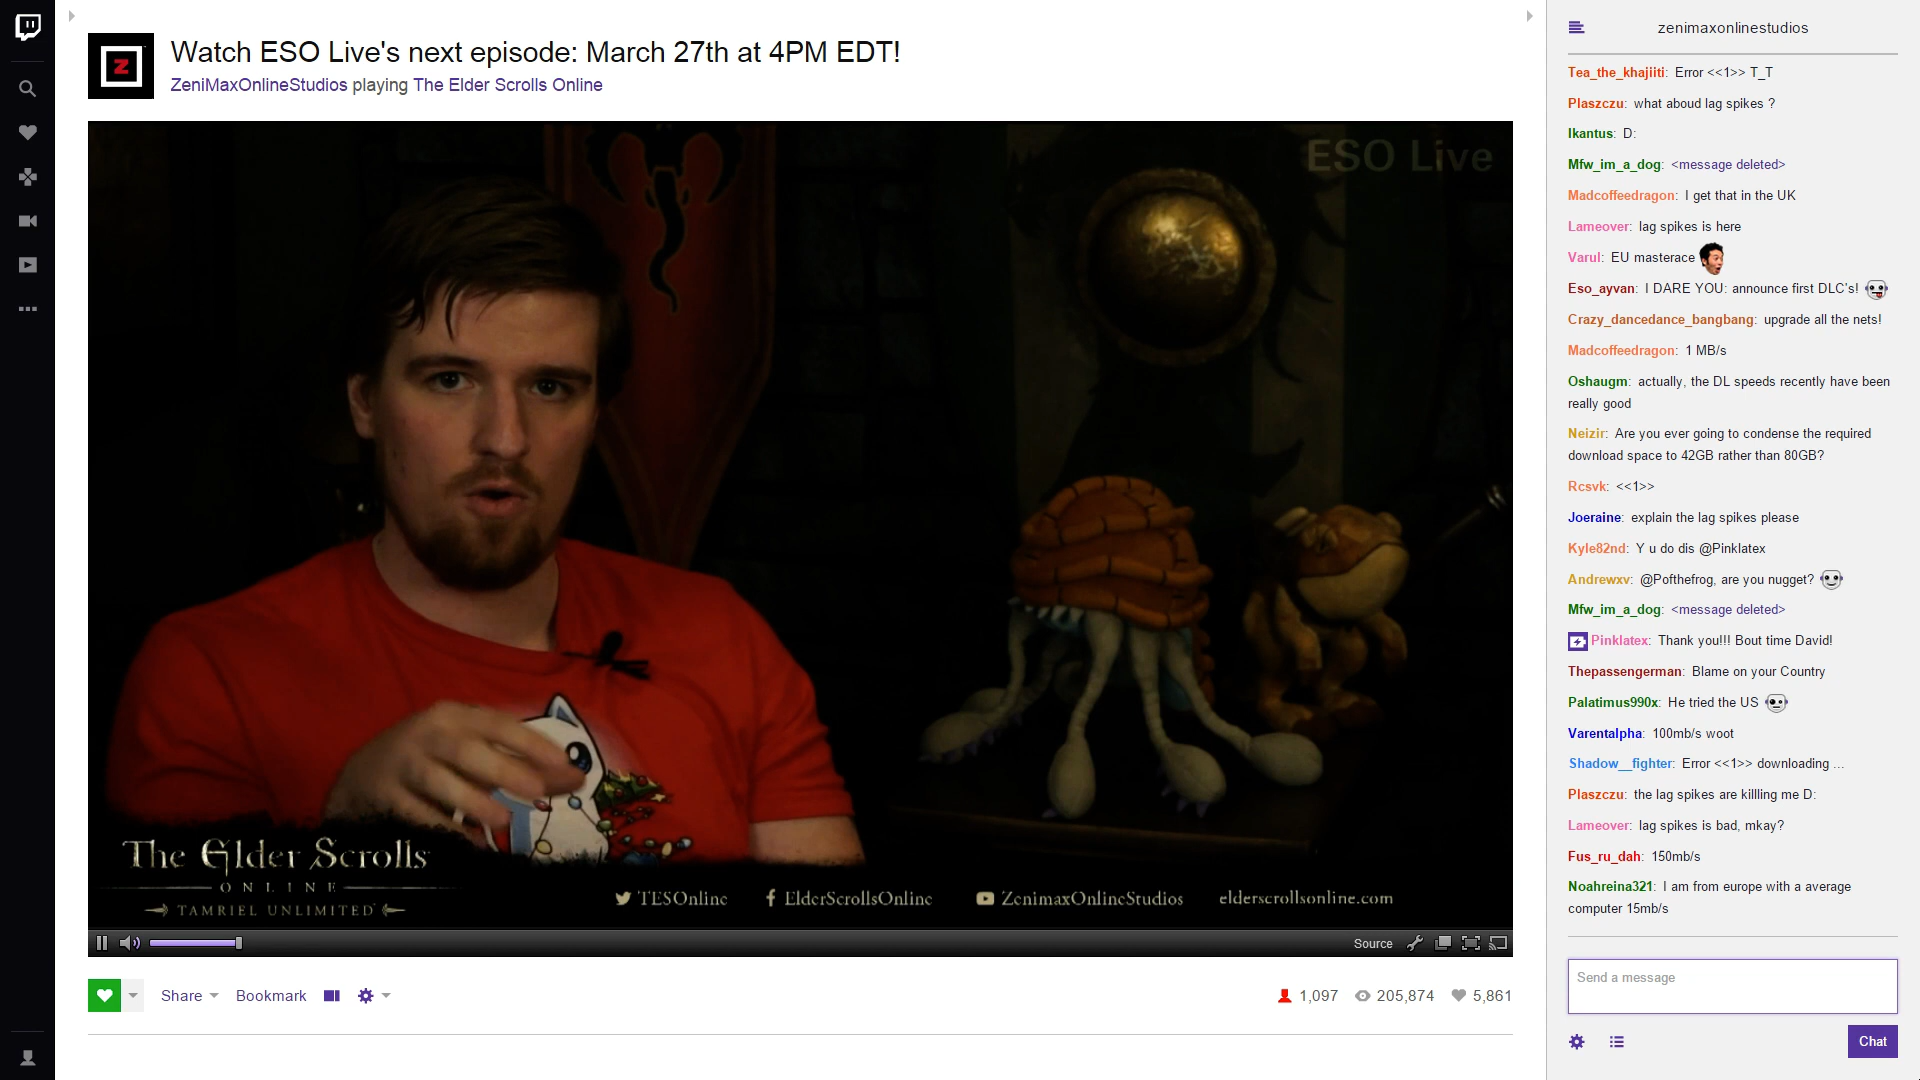 Watch ESO Live's next episode: March 27th at 4PM EDT!
ZeniMaxOnlineStudios playing The Elder Scrolls Online
ESO Live
The Elder Scrolls
ONLINE
TAMRIEL UNLIMITED
TESOnline
ElderScrollsOnline
ZenimaxOnlineStudios
elderscrollsonline.com
Source
Share
Bookmark
1,097
205,874
5,861
zenimaxonlinestudios
Tea_the_khajiiti: Error <<1>> T_T
Plaszczu: what aboud lag spikes ?
Ikantus: D:
Mfw_im_a_dog: <message deleted>
Madcoffeedragon: I get that in the UK
Lameover: lag spikes is here
Varul: EU masterace
Eso_ayvan: I DARE YOU: announce first DLC's!
Crazy_dancedance_bangbang: upgrade all the nets!
Madcoffeedragon: 1 MB/s
Oshaugm: actually, the DL speeds recently have been
really good
Neizir: Are you ever going to condense the required
download space to 42GB rather than 80GB?
Rcsvk: <<1>>
Joeraine: explain the lag spikes please
Kyle82nd: Y u do dis @Pinklatex
Andrewxv: @Pofthefrog, are you nugget?
Mfw_im_a_dog: <message deleted>
Pinklatex: Thank you!!! Bout time David!
Thepassengerman: Blame on your Country
Palatimus990x: He tried the US
Varentalpha: 100mb/s woot
Shadow__fighter: Error <<1>> downloading ...
Plaszczu: the lag spikes are killling me D:
Lameover: lag spikes is bad, mkay?
Fus_ru_dah: 150mb/s
Noahreina321: I am from europe with a average
computer 15mb/s
Send a message
Chat